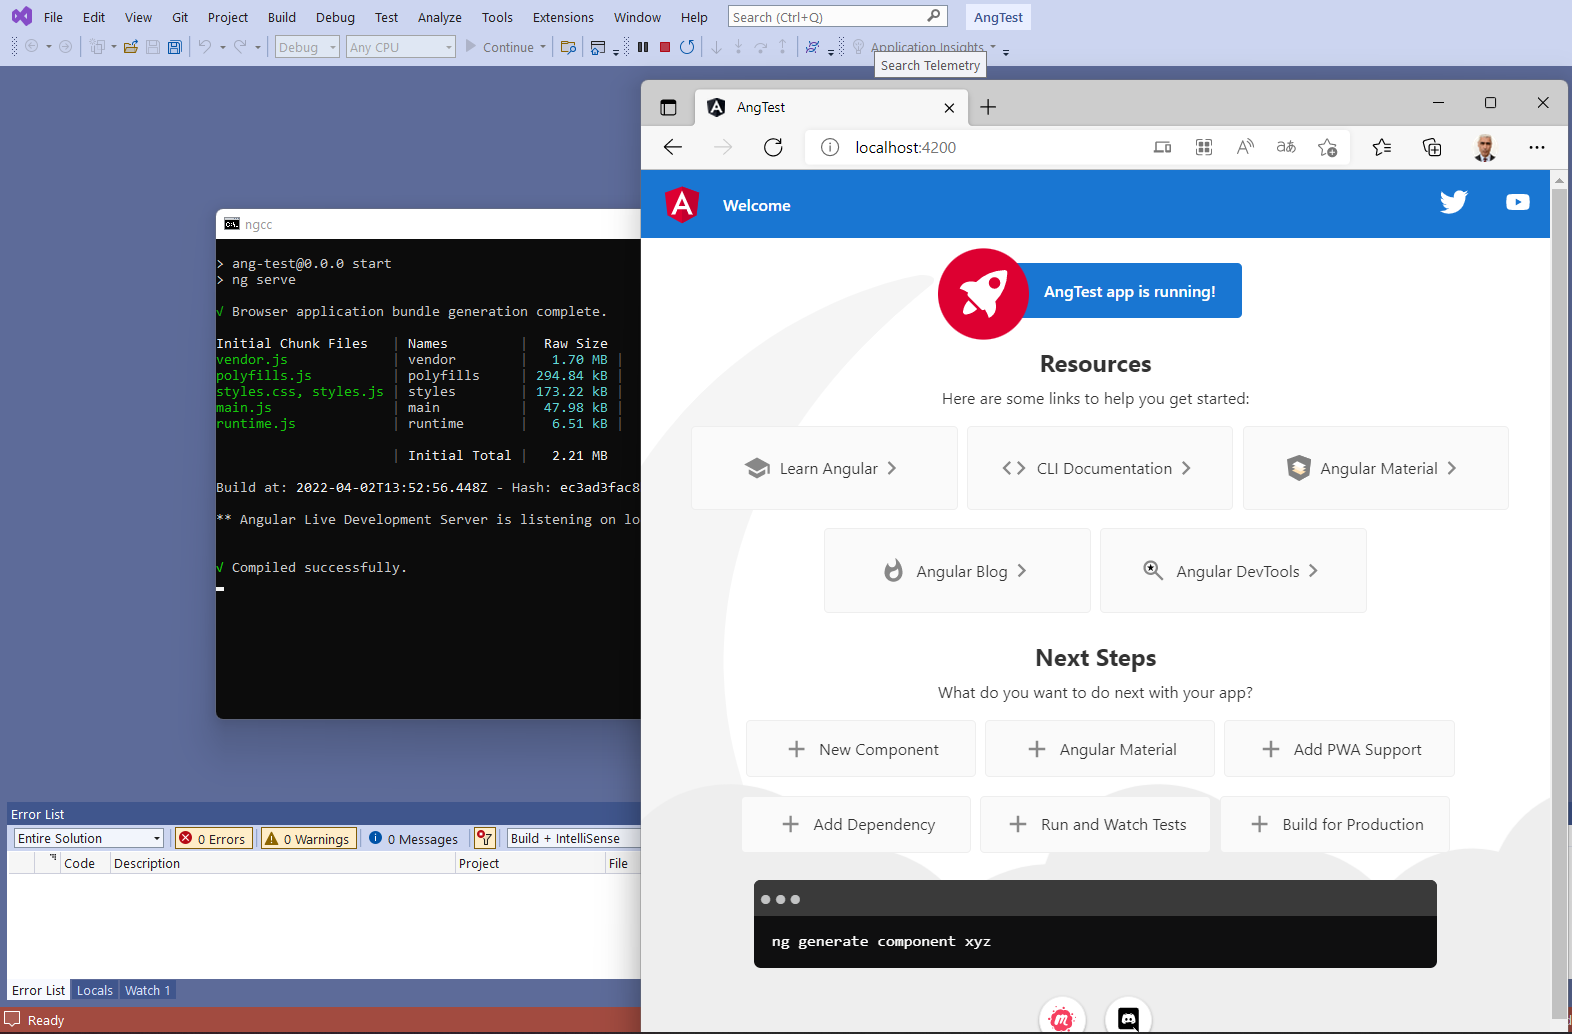 File Edit View Git Project Build Debug Test Analyze Tools Extensions Window Help Search (Ctrl+Q) AngTest
Debug Any CPU Continue Application Insights
Search Telemetry
AngTest
localhost:4200
Welcome
AngTest app is running!
Resources
Here are some links to help you get started:
Learn Angular
CLI Documentation
Angular Material
Angular Blog
Angular DevTools
Next Steps
What do you want to do next with your app?
New Component
Angular Material
Add PWA Support
Add Dependency
Run and Watch Tests
Build for Production
ng generate component xyz
ngcc
> ang-test@0.0.0 start
> ng serve
√ Browser application bundle generation complete.
Initial Chunk Files | Names | Raw Size
vendor.js | vendor | 1.70 MB |
polyfills.js | polyfills | 294.84 kB |
styles.css, styles.js | styles | 173.22 kB |
main.js | main | 47.98 kB |
runtime.js | runtime | 6.51 kB |
| Initial Total | 2.21 MB
Build at: 2022-04-02T13:52:56.448Z - Hash: ec3ad3fac8
** Angular Live Development Server is listening on lo
√ Compiled successfully.
Error List
Entire Solution 0 Errors 0 Warnings 0 Messages Build + IntelliSense
Code Description Project File
Error List Locals Watch 1
Ready